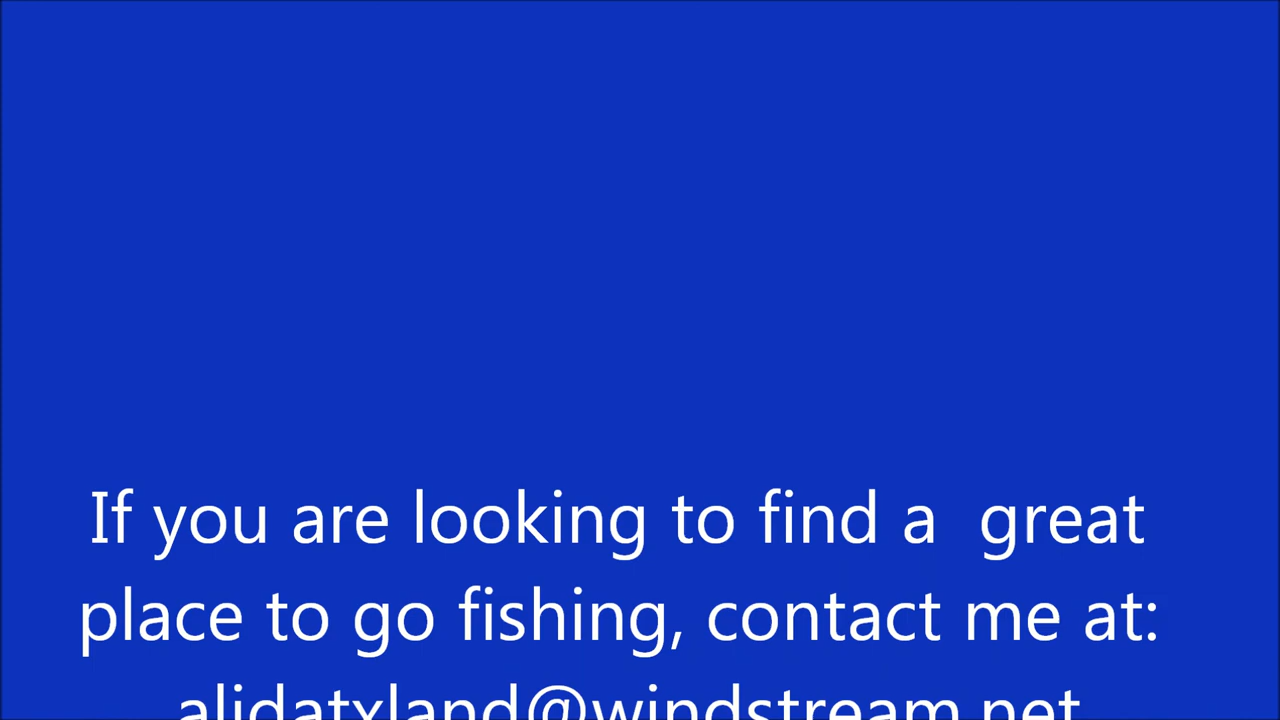 If you are looking to find a  great
place to go fishing, contact me at:
alidatxland@windstream.net